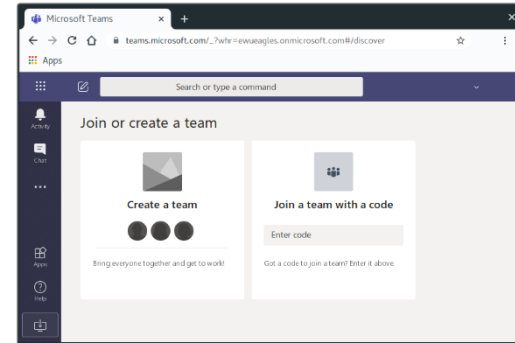 Microsoft Teams
teams.microsoft.com/_?whr=ewueagles.onmicrosoft.com#/discover
Apps
Search or type a command
Activity
Join or create a team
Chat
Create a team
Join a team with a code
Enter code
Bring everyone together and get to work!
Got a code to join a team? Enter it above.
Apps
Help